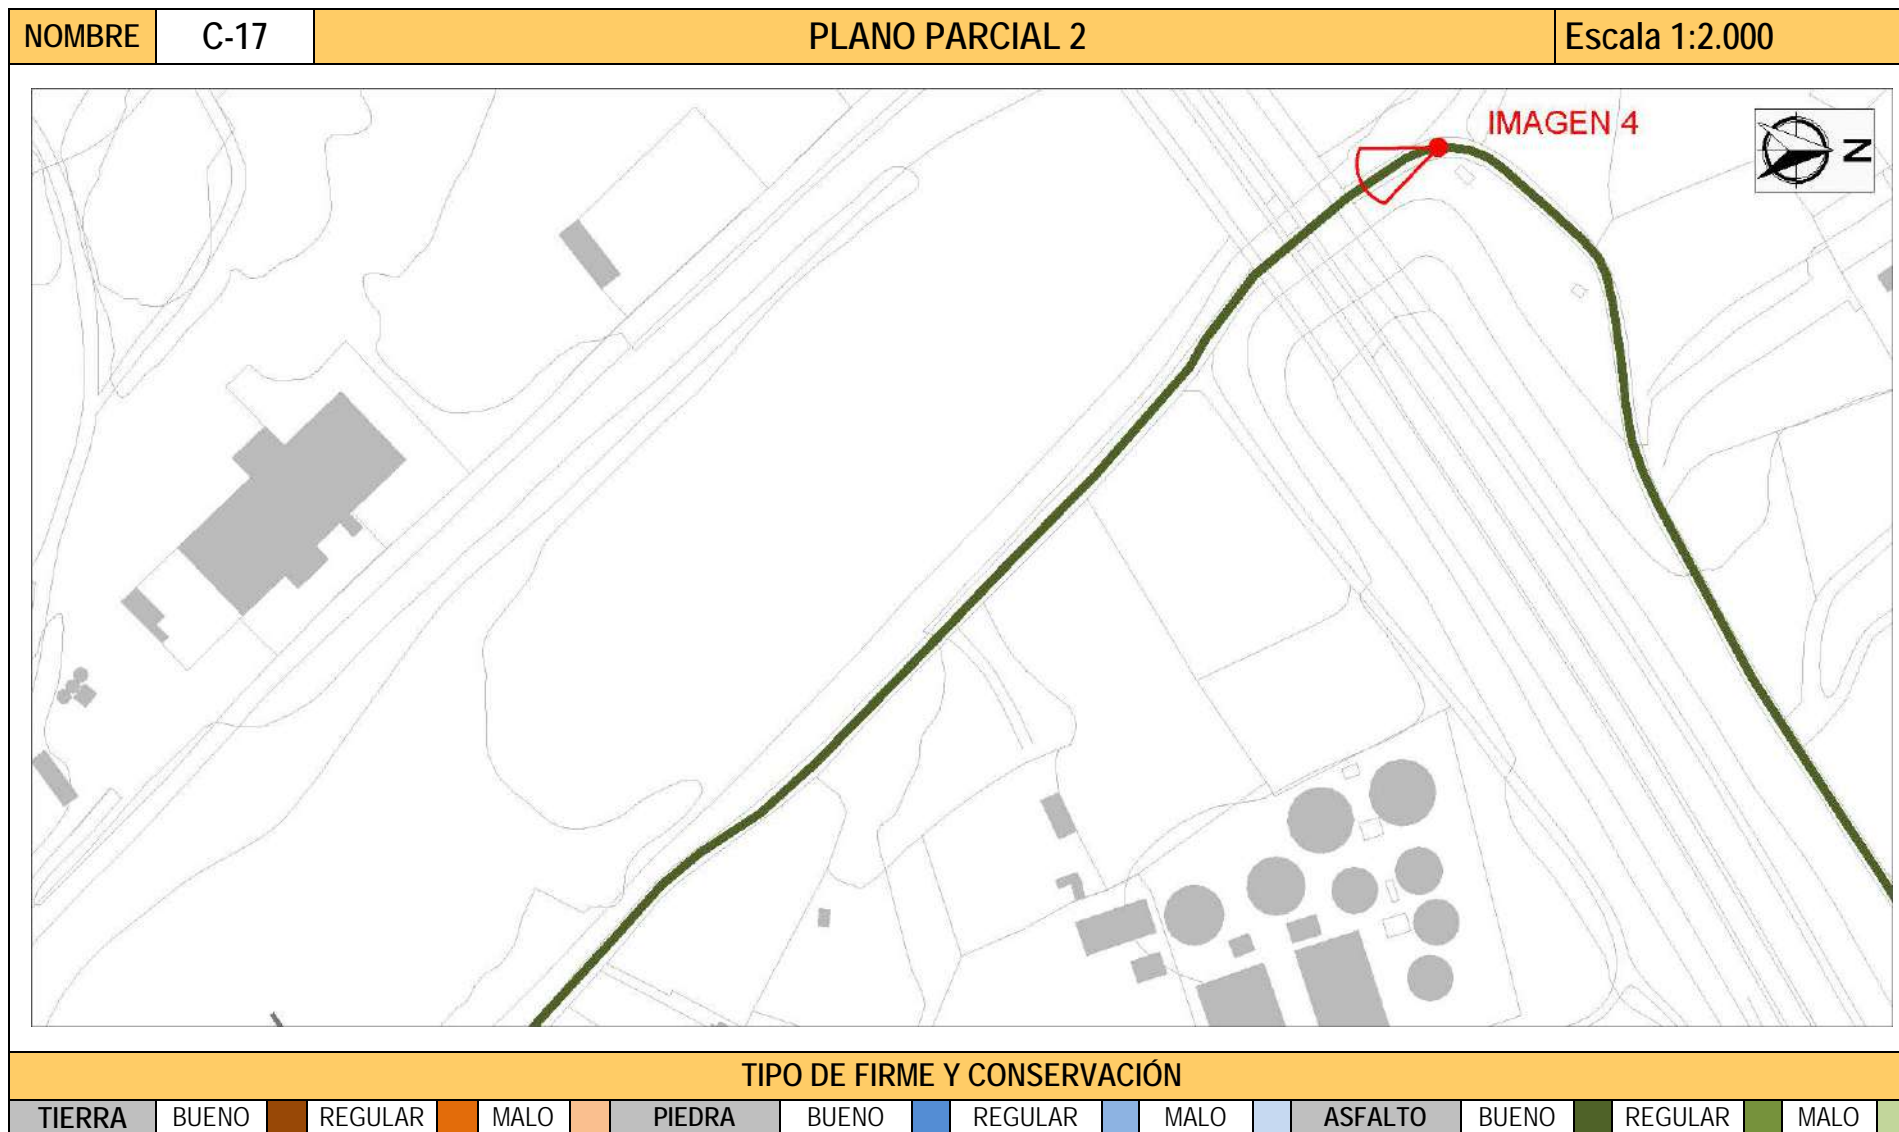 NOMBRE C-17 PLANO PARCIAL 2 Escala 1:2.000
IMAGEN 4
N
TIPO DE FIRME Y CONSERVACIÓN
TIERRA BUENO REGULAR MALO PIEDRA BUENO REGULAR MALO ASFALTO BUENO REGULAR MALO